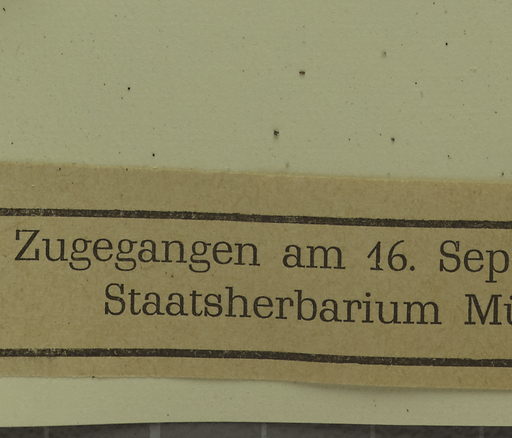 Zugegangen am 16. Sep
Staatsherbarium Mü